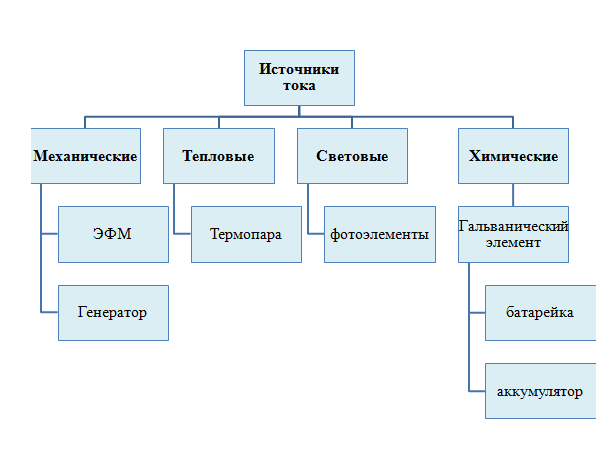 Источники
тока
Механические
Тепловые
Световые
Химические
ЭФМ
Термопара
фотоэлементы
Гальванический
элемент
Генератор
батарейка
аккумулятор